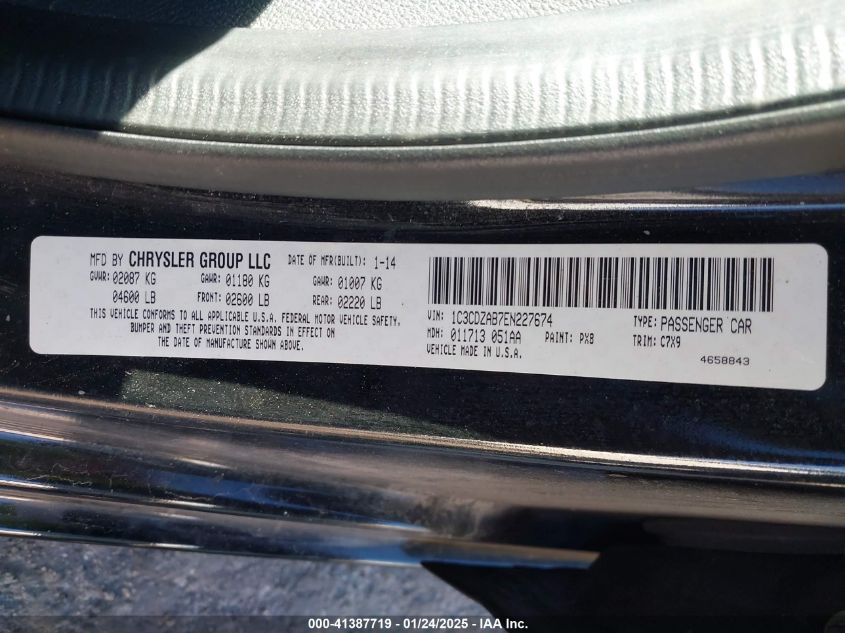 MFD BY CHRYSLER GROUP LLC DATE OF MFR(BUILT): 1-14
GVWR: 02087 KG GAWR: 01180 KG GAWR: 01007 KG
04600 LB FRONT: 02600 LB REAR: 02220 LB
THIS VEHICLE CONFORMS TO ALL APPLICABLE U.S.A. FEDERAL MOTOR VEHICLE SAFETY,
BUMPER AND THEFT PREVENTION STANDARDS IN EFFECT ON
THE DATE OF MANUFACTURE SHOWN ABOVE.
VIN: 1C3CDZAB7EN227674 TYPE: PASSENGER CAR
MDH: 011713 051AA PAINT: PX8 TRIM: C7X9
VEHICLE MADE IN U.S.A. 4658843
000-41387719 / 01/24/2025 / IAA Inc.